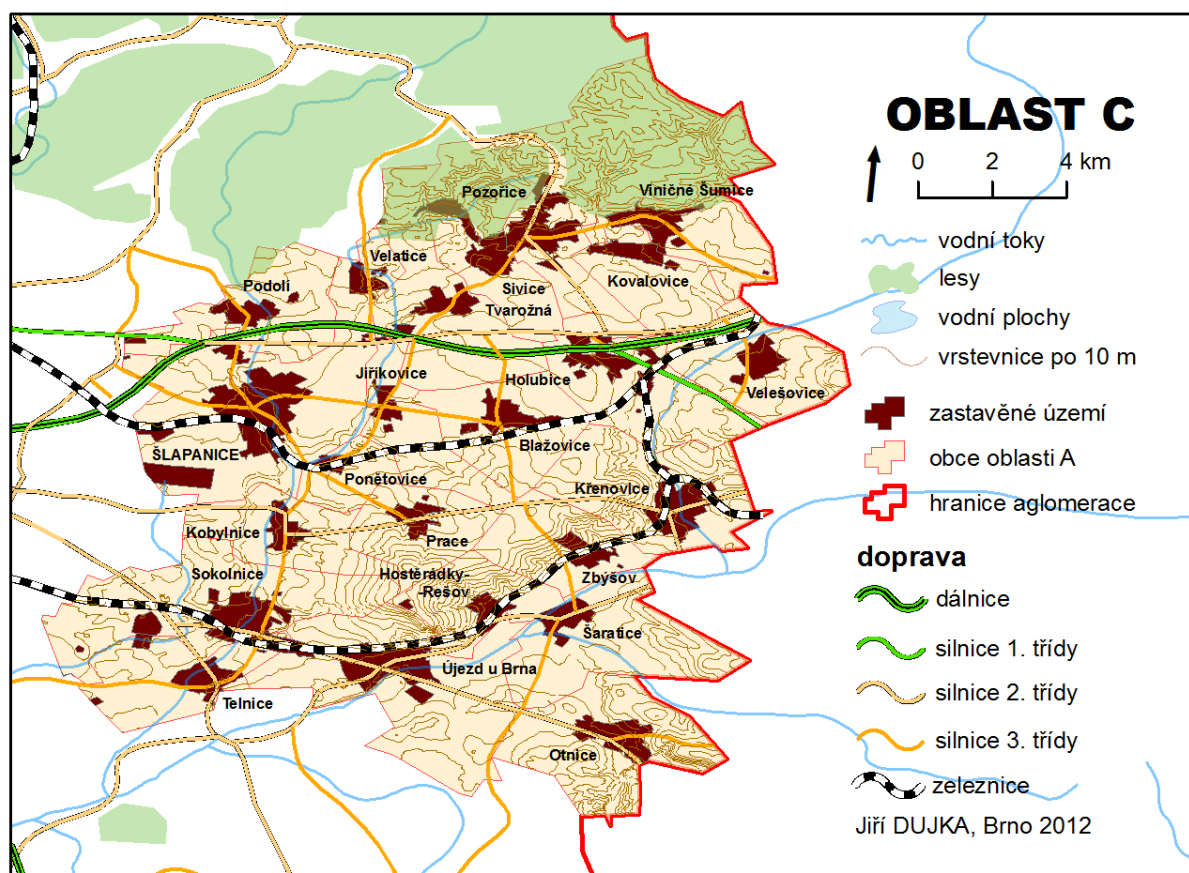 OBLAST C
0 2 4 km
vodní toky
lesy
vodní plochy
vrstevnice po 10 m
zastavěné území
obce oblasti A
hranice aglomerace
doprava
dálnice
silnice 1. třídy
silnice 2. třídy
silnice 3. třídy
zeleznice
Jiří DUJKA, Brno 2012
Pozořice
Viničné Šumice
Velatice
Podolí
Sivice
Kovalovice
Tvarožná
Jiříkovice
Holubice
Velešovice
Blažovice
ŠLAPANICE
Ponětovice
Křenovice
Kobylnice
Prace
Sokolnice
Hostěrádky-
-Rešov
Zbýšov
Šaratice
Újezd u Brna
Telnice
Otnice